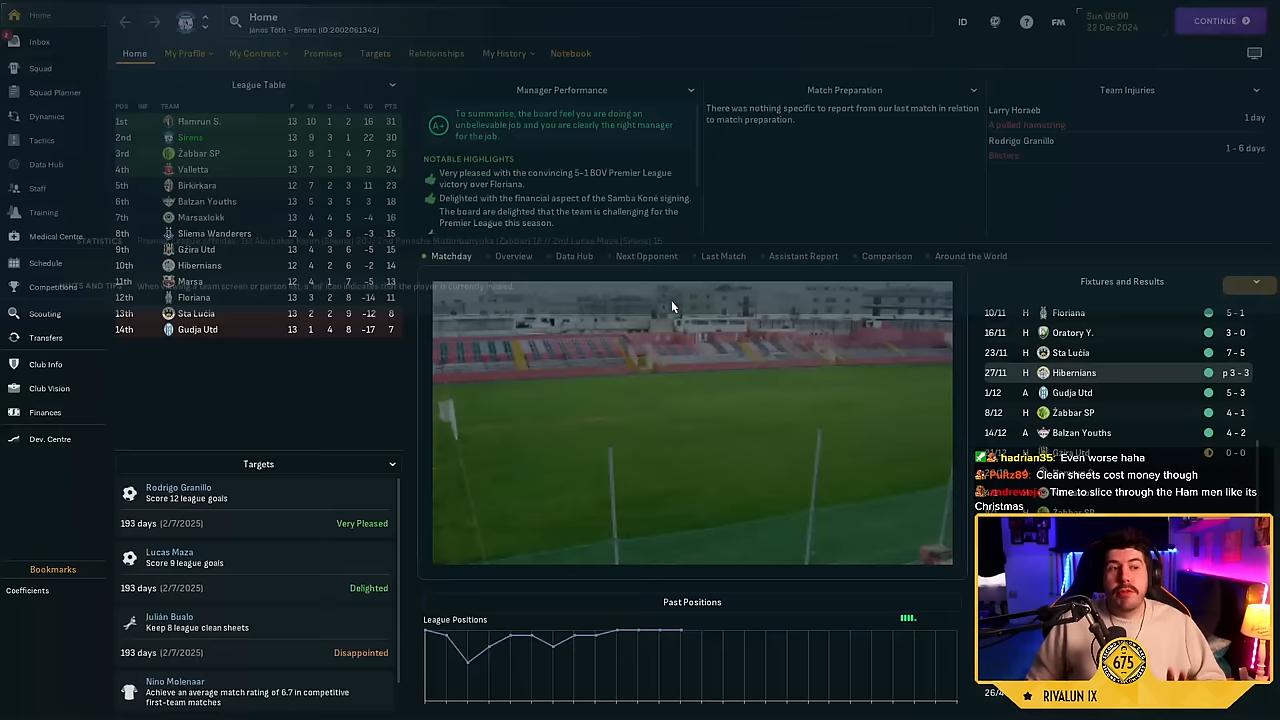 Home
Inbox
Squad
Squad Planner
Dynamics
Tactics
Data Hub
Staff
Training
Medical Centre
Schedule
Competitions
Scouting
Transfers
Club Info
Club Vision
Finances
Dev. Centre
Bookmarks
Coefficients
Home
János Tóth - Sirens (ID:2002061342)
ID
FM
Sun 09:00
22 Dec 2024
CONTINUE
Home
My Profile
My Contract
Promises
Targets
Relationships
My History
Notebook
League Table
POS INF TEAM P W D L GD PTS
1st Ħamrun S. 13 10 1 2 16 31
2nd Sirens 13 9 3 1 22 30
3rd Żabbar SP 13 8 1 4 7 25
4th Valletta 13 7 3 3 3 24
5th Birkirkara 12 7 2 3 11 23
6th Balzan Youths 13 5 3 5 3 18
7th Marsaxlokk 13 4 4 5 -4 16
8th Sliema Wanderers 13 4 3 5 -3 15
9th Gżira Utd 13 5
10th Hibernians 12 4 2 6 -2 14
11th Marsa
12th Floriana 13 3 2 8 -14 11
13th Sta Lucia 13 2 2 9 -12 8
14th Gudja Utd 13 1 4 8 -17 7
Manager Performance
A+
To summarise, the board feel you are doing an
unbelievable job and you are clearly the right manager
for the job.
NOTABLE HIGHLIGHTS
Very pleased with the convincing 5-1 BOV Premier League
victory over Floriana.
Delighted with the financial aspect of the Samba Koné signing.
The board are delighted that the team is challenging for the
Premier League this season.
Match Preparation
There was nothing specific to report from our last match in relation
to match preparation.
Team Injuries
Larry Horaeb
A pulled hamstring
1 day
Rodrigo Granillo
Blisters
1 - 6 days
STATISTICS
Matchday
Overview
Data Hub
Next Opponent
Last Match
Assistant Report
Comparison
Around the World
Fixtures and Results
10/11 H Floriana 5 - 1
16/11 H Oratory Y. 3 - 0
23/11 H Sta Lucia 7 - 5
27/11 H Hibernians p 3 - 3
1/12 A Gudja Utd 5 - 3
8/12 H Żabbar SP 4 - 1
14/12 A Balzan Youths 4 - 2
0 - 0
hadrian35: Even worse haha
Clean sheets cost money though
Time to slice through the Ham men like its
Christmas
Targets
Rodrigo Granillo
Score 12 league goals
193 days (2/7/2025)
Very Pleased
Lucas Maza
Score 9 league goals
193 days (2/7/2025)
Delighted
Julián Bualo
Keep 8 league clean sheets
193 days (2/7/2025)
Disappointed
Nino Molenaar
Achieve an average match rating of 6.7 in competitive
first-team matches
Past Positions
League Positions
675
RIVALUN IX